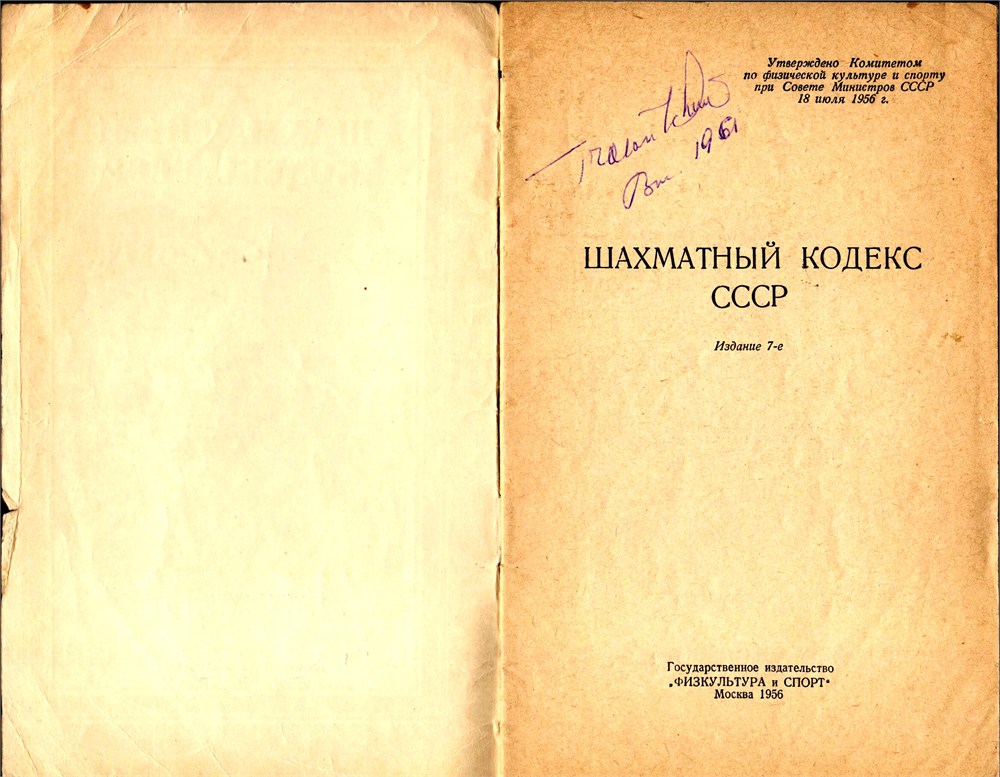 Утверждено Комитетом
по физической культуре и спорту
при Совете Министров СССР
18 июля 1956 г.
1961
ШАХМАТНЫЙ КОДЕКС
СССР
Издание 7-е
Государственное издательство
„ФИЗКУЛЬТУРА и СПОРТ"
Москва 1956